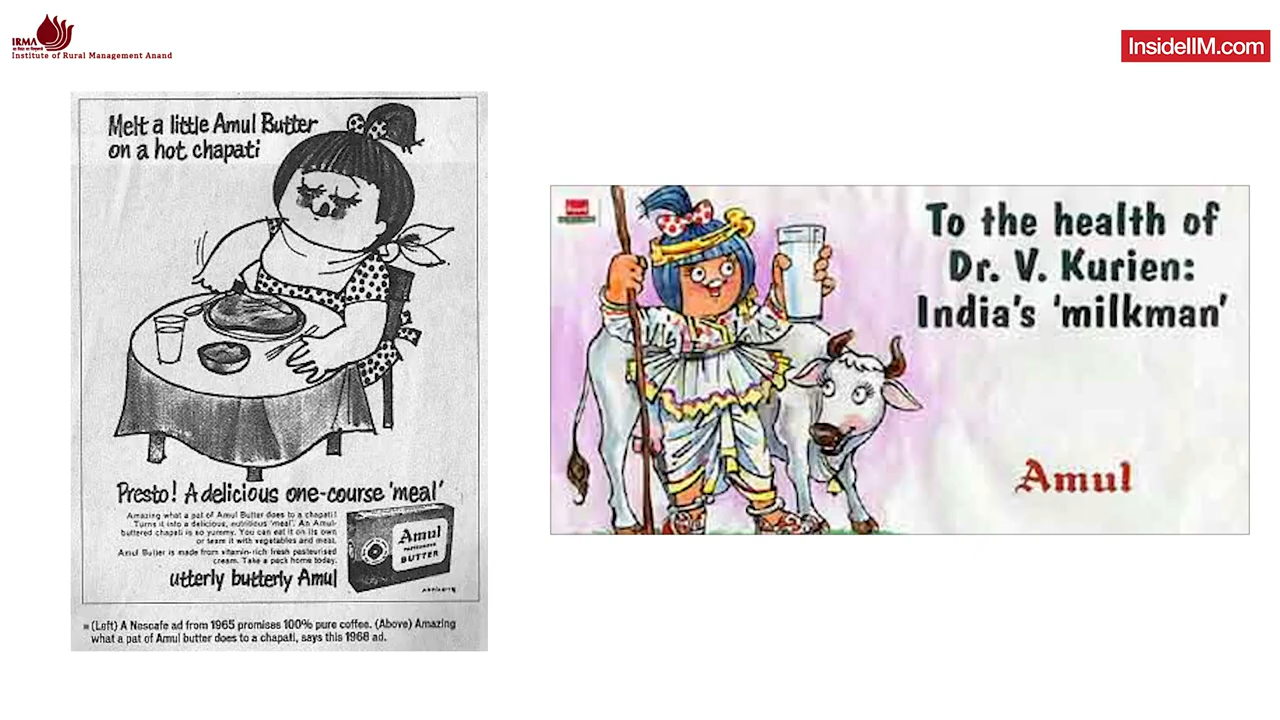 IRMA
Institute of Rural Management Anand
InsideIIM.com
Melt a little Amul Butter
on a hot chapati
Presto! A delicious one-course 'meal'
Amazing what a pat of Amul Butter does to a chapati!
Turns it into a delicious, nutritious 'meal'. An Amul-
buttered chapati is so yummy. You can eat it on its own
or team it with vegetables and meat.
Amul Butter is made from vitamin-rich fresh pasteurised
cream. Take a pack home today.
utterly butterly Amul
Amul
PASTEURISED
BUTTER
(Left) A Nescafe ad from 1965 promises 100% pure coffee. (Above) Amazing
what a pat of Amul butter does to a chapati, says this 1968 ad.
To the health of
Dr. V. Kurien:
India's 'milkman'
Amul